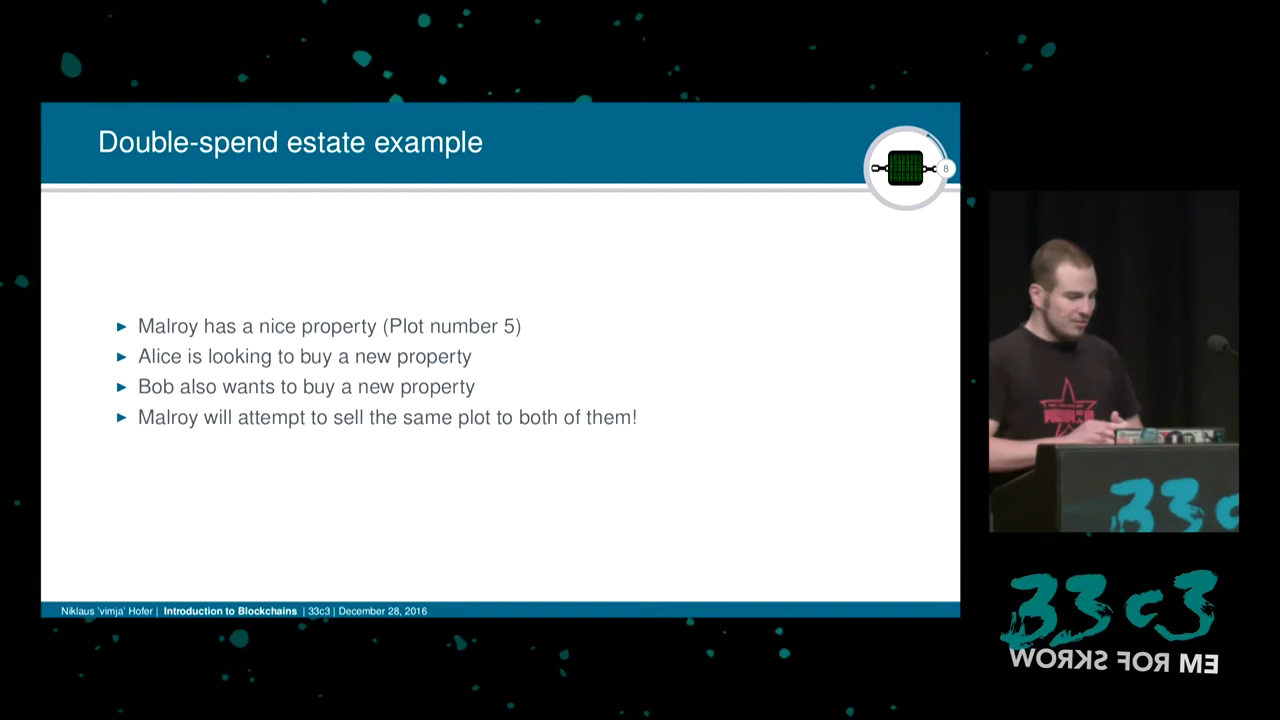 Double-spend estate example
8
► Malroy has a nice property (Plot number 5)
► Alice is looking to buy a new property
► Bob also wants to buy a new property
► Malroy will attempt to sell the same plot to both of them!
Niklaus 'vimja' Hofer | Introduction to Blockchains | 33c3 | December 28, 2016
33c
33c3
WORKS FOR ME